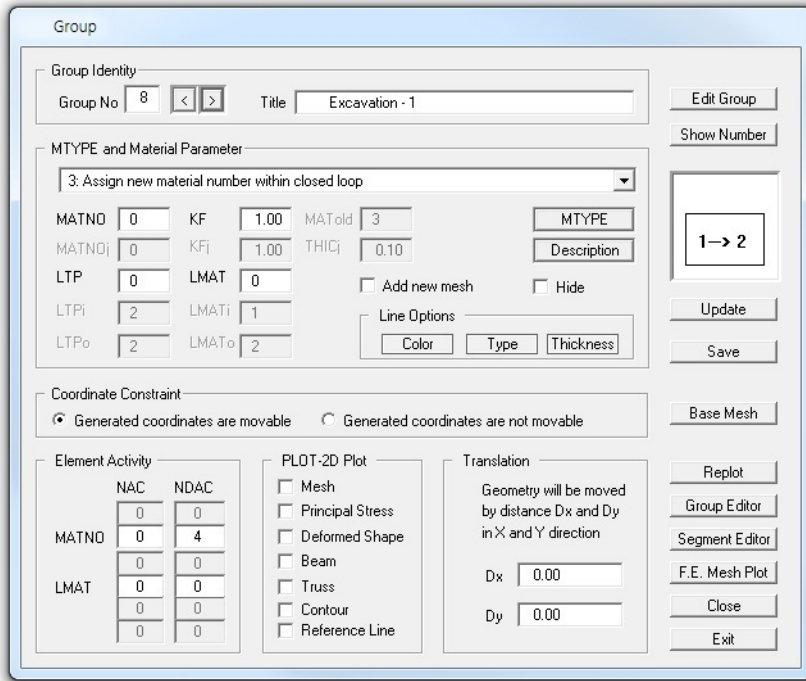 Group
Group Identity
Group No 8 < > Title Excavation - 1
Edit Group
Show Number
MTYPE and Material Parameter
3: Assign new material number within closed loop
MATNO 0 KF 1.00 MATold 3 MTYPE
MATNOj 0 KFj 1.00 THICj 0.10 Description
LTP 0 LMAT 0 Add new mesh Hide
LTPi 2 LMATi 1 Line Options
LTPo 2 LMATo 2 Color Type Thickness
1-> 2
Update
Save
Coordinate Constraint
Generated coordinates are movable Generated coordinates are not movable
Base Mesh
Element Activity
NAC NDAC
0 0
MATNO 0 4
0 0
LMAT 0 0
0 0
0 0
PLOT-2D Plot
Mesh
Principal Stress
Deformed Shape
Beam
Truss
Contour
Reference Line
Translation
Geometry will be moved
by distance Dx and Dy
in X and Y direction
Dx 0.00
Dy 0.00
Replot
Group Editor
Segment Editor
F.E. Mesh Plot
Close
Exit